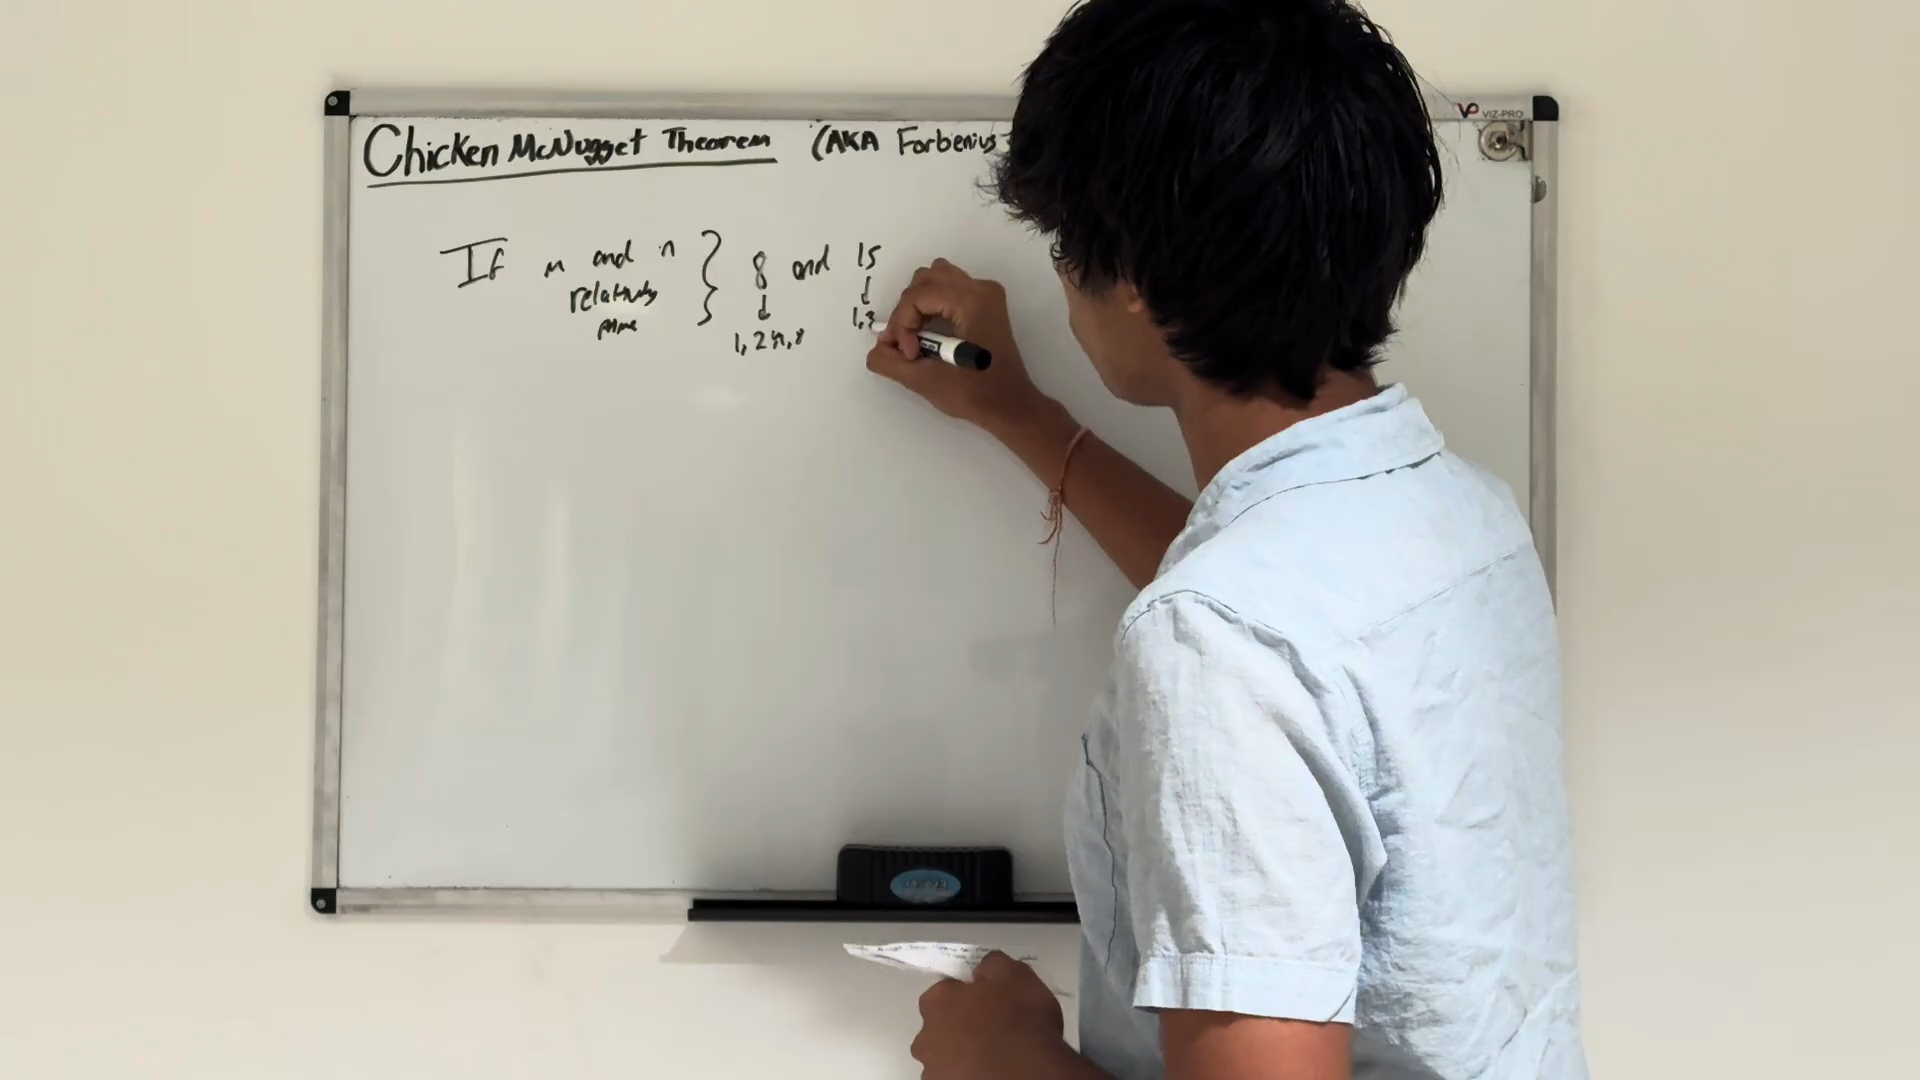 Chicken McNugget Theorem (AKA Forbenius
VIZ-PRO
If m and n } 8 and 15
relatively
prime
1, 2 4, 8
1, 3